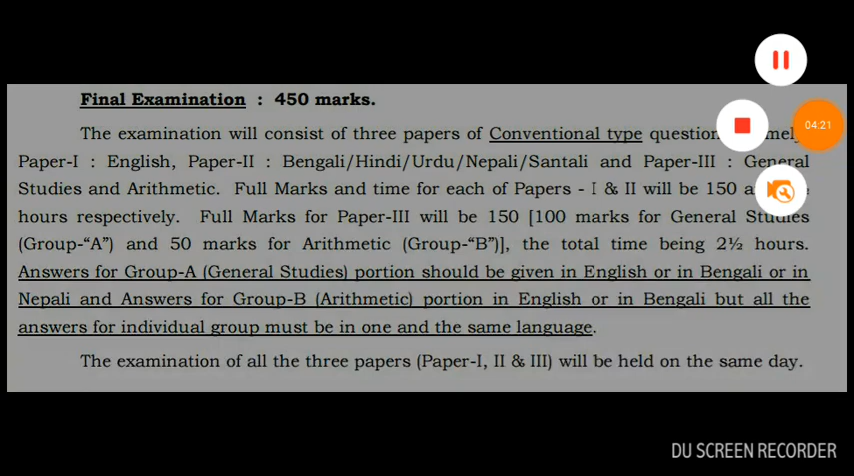 Final Examination : 450 marks.
04:21
The examination will consist of three papers of Conventional type question
Paper-I : English, Paper-II : Bengali/Hindi/Urdu/Nepali/Santali and Paper-III : General
Studies and Arithmetic. Full Marks and time for each of Papers - I & II will be 150
hours respectively. Full Marks for Paper-III will be 150 [100 marks for General Studies
(Group-“A”) and 50 marks for Arithmetic (Group-“B”)], the total time being 2½ hours.
Answers for Group-A (General Studies) portion should be given in English or in Bengali or in
Nepali and Answers for Group-B (Arithmetic) portion in English or in Bengali but all the
answers for individual group must be in one and the same language.
The examination of all the three papers (Paper-I, II & III) will be held on the same day.
DU SCREEN RECORDER